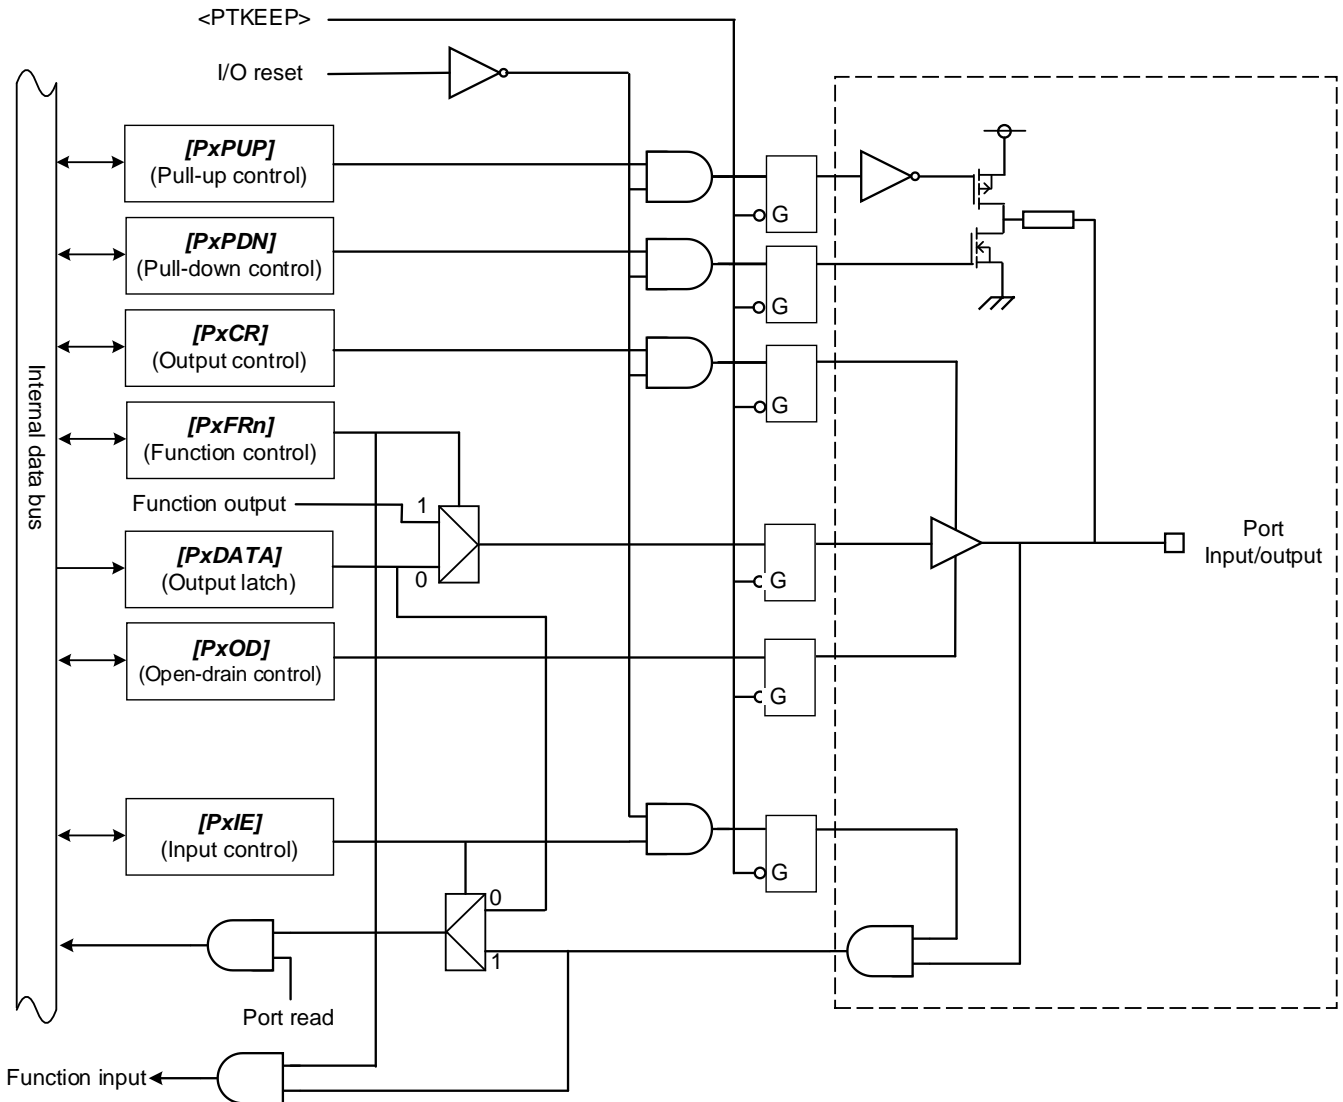 <PTKEEP>
I/O reset
[PxPUP]
(Pull-up control)
G
[PxPDN]
(Pull-down control)
G
[PxCR]
(Output control)
G
Internal data bus
[PxFRn]
(Function control)
Function output
1
[PxDATA]
(Output latch)
0
G
Port
Input/output
[PxOD]
(Open-drain control)
G
[PxIE]
(Input control)
G
0
1
Port read
Function input